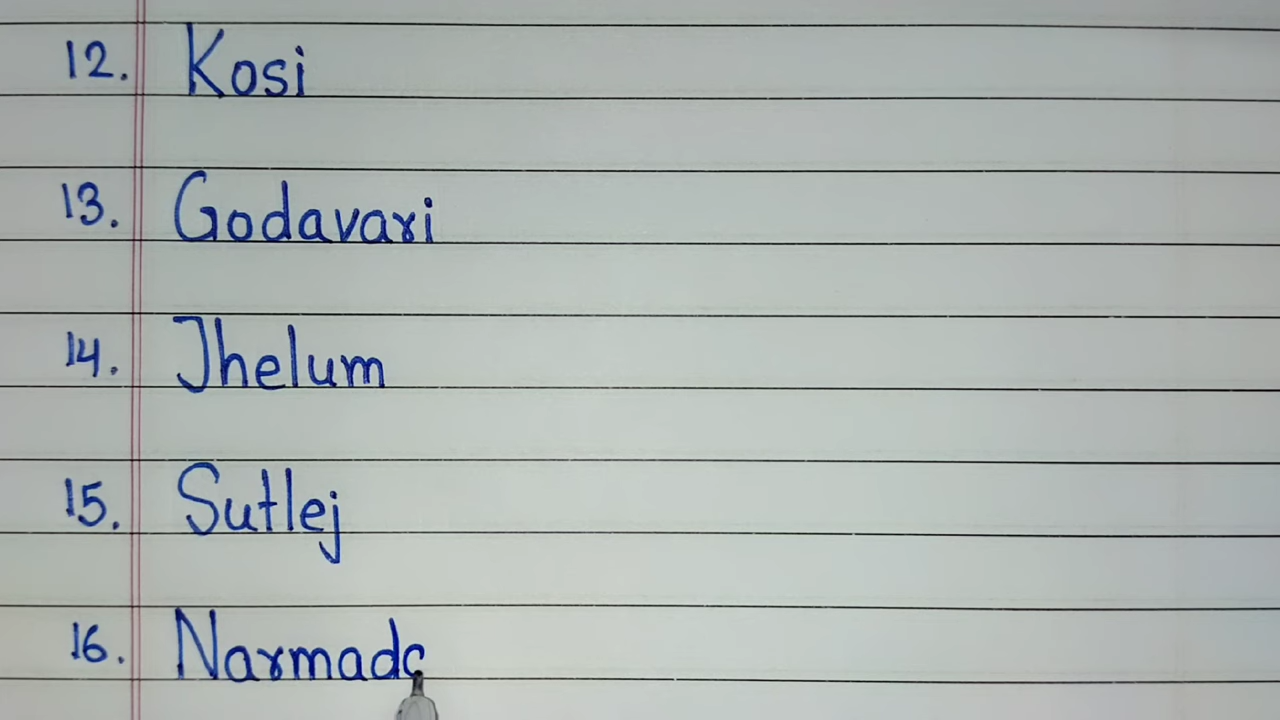 12. Kosi
13. Godavari
14. Jhelum
15. Sutlej
16. Narmada